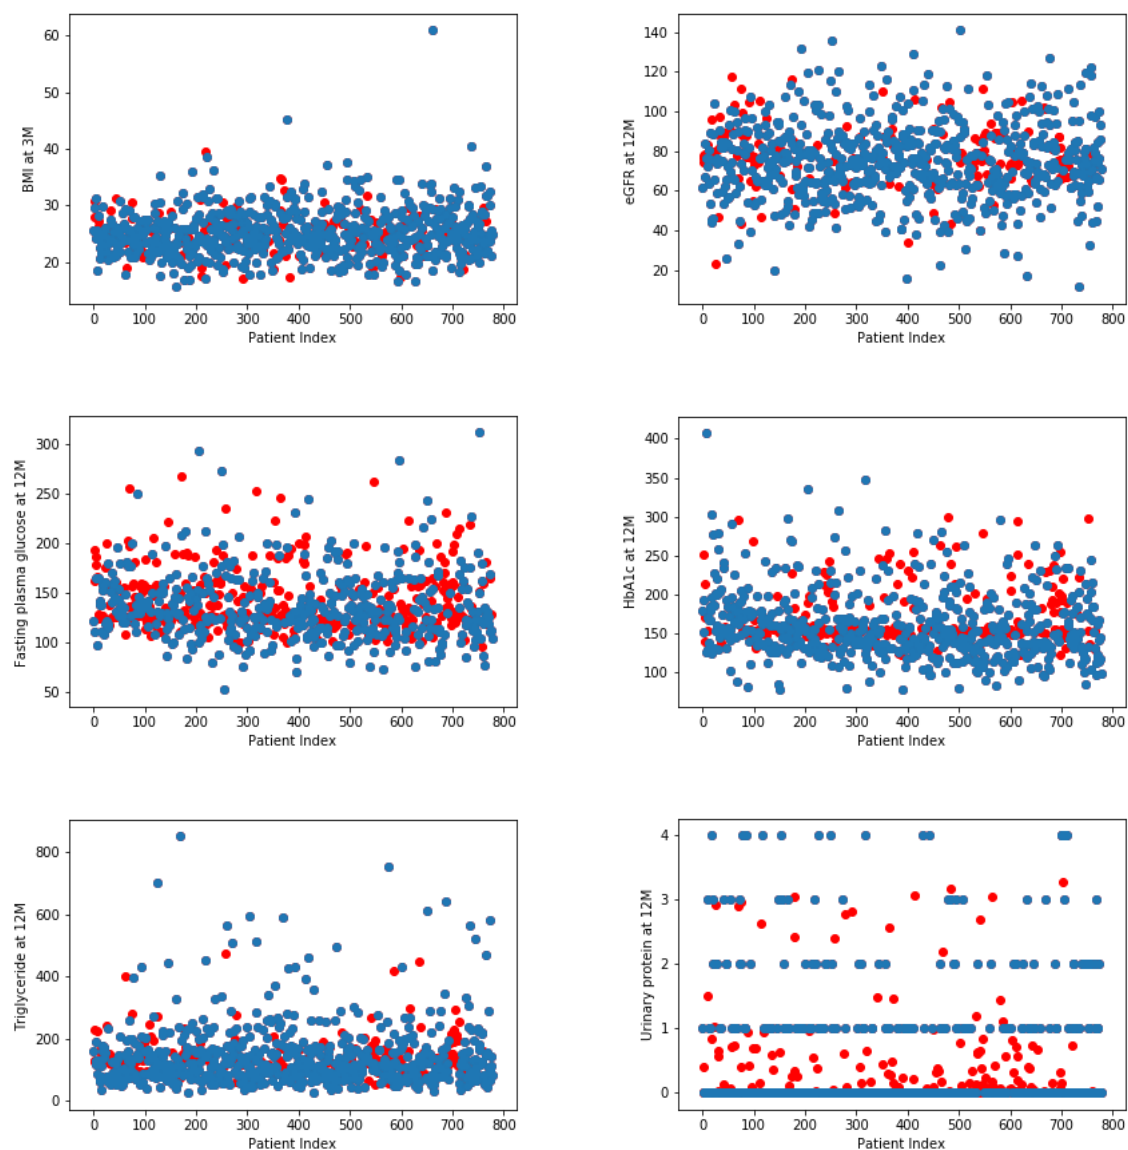 60
50
40
30
20
BMI at 3M
0 100 200 300 400 500 600 700 800
Patient Index
140
120
100
80
60
40
20
eGFR at 12M
0 100 200 300 400 500 600 700 800
Patient Index
300
250
200
150
100
50
Fasting plasma glucose at 12M
0 100 200 300 400 500 600 700 800
Patient Index
400
350
300
250
200
150
100
HbA1c at 12M
0 100 200 300 400 500 600 700 800
Patient Index
800
600
400
200
0
Triglyceride at 12M
0 100 200 300 400 500 600 700 800
Patient Index
4
3
2
1
0
Urinary protein at 12M
0 100 200 300 400 500 600 700 800
Patient Index